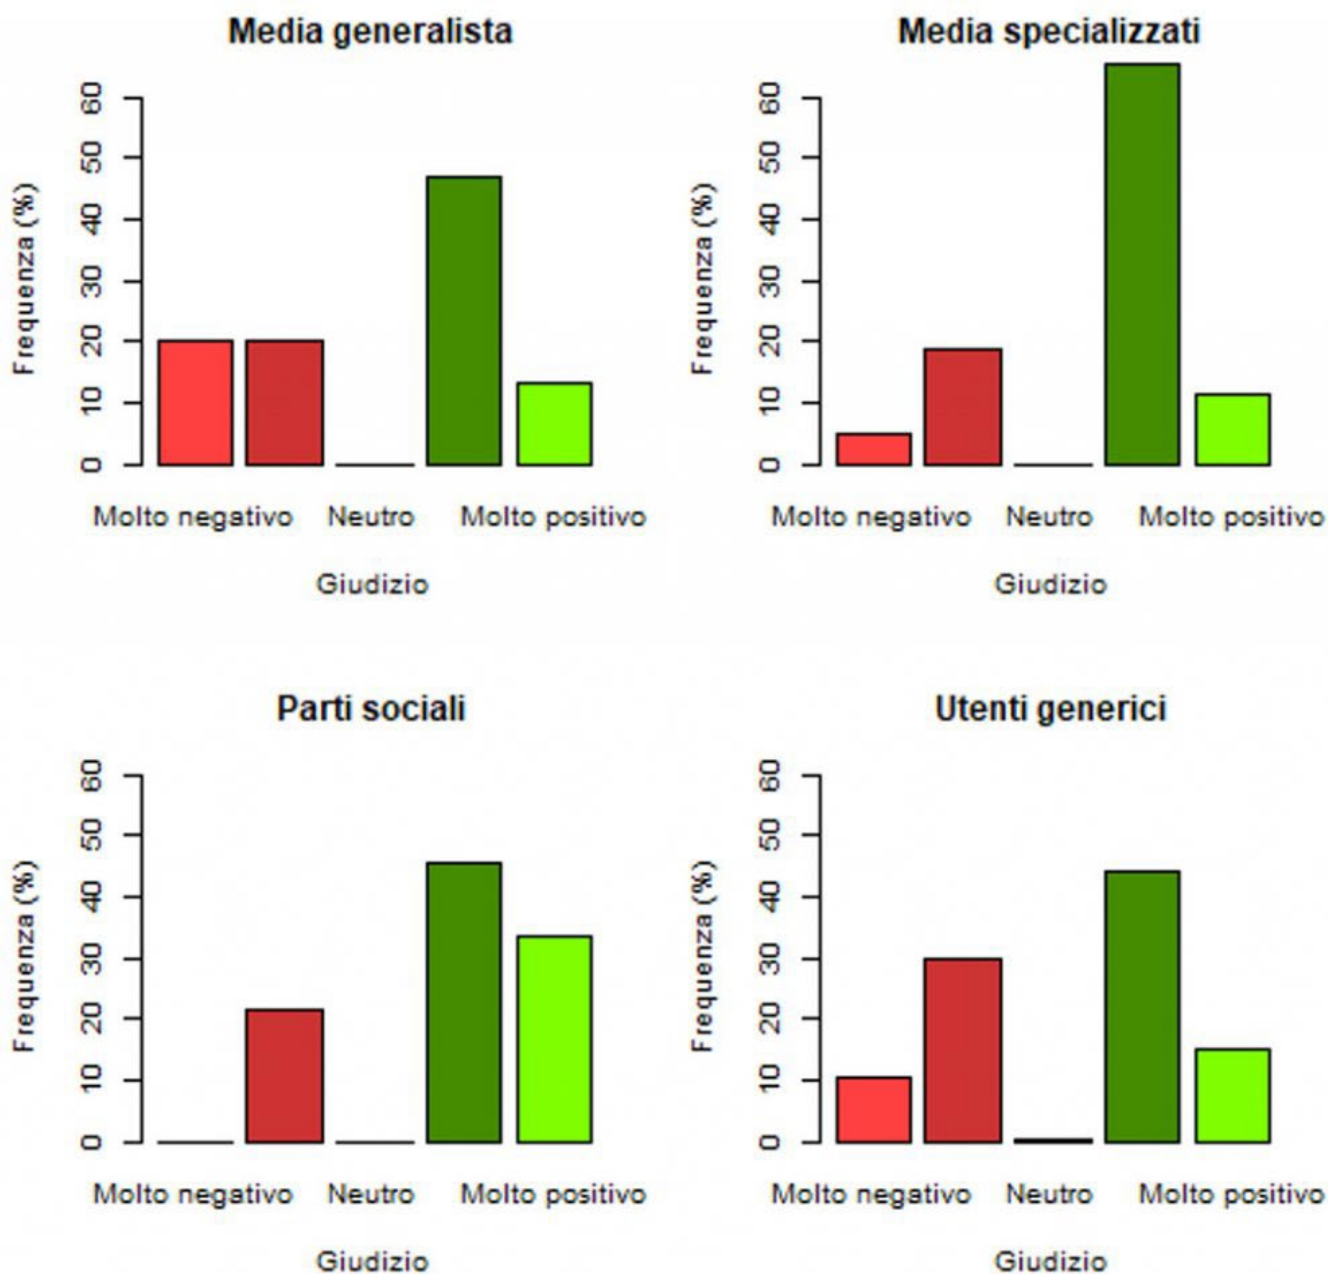 Media generalista
Frequenza (%)
60
50
40
30
20
10
0
Molto negativo Neutro Molto positivo
Giudizio
Media specializzati
Frequenza (%)
60
50
40
30
20
10
0
Molto negativo Neutro Molto positivo
Giudizio
Parti sociali
Frequenza (%)
60
50
40
30
20
10
0
Molto negativo Neutro Molto positivo
Giudizio
Utenti generici
Frequenza (%)
60
50
40
30
20
10
0
Molto negativo Neutro Molto positivo
Giudizio